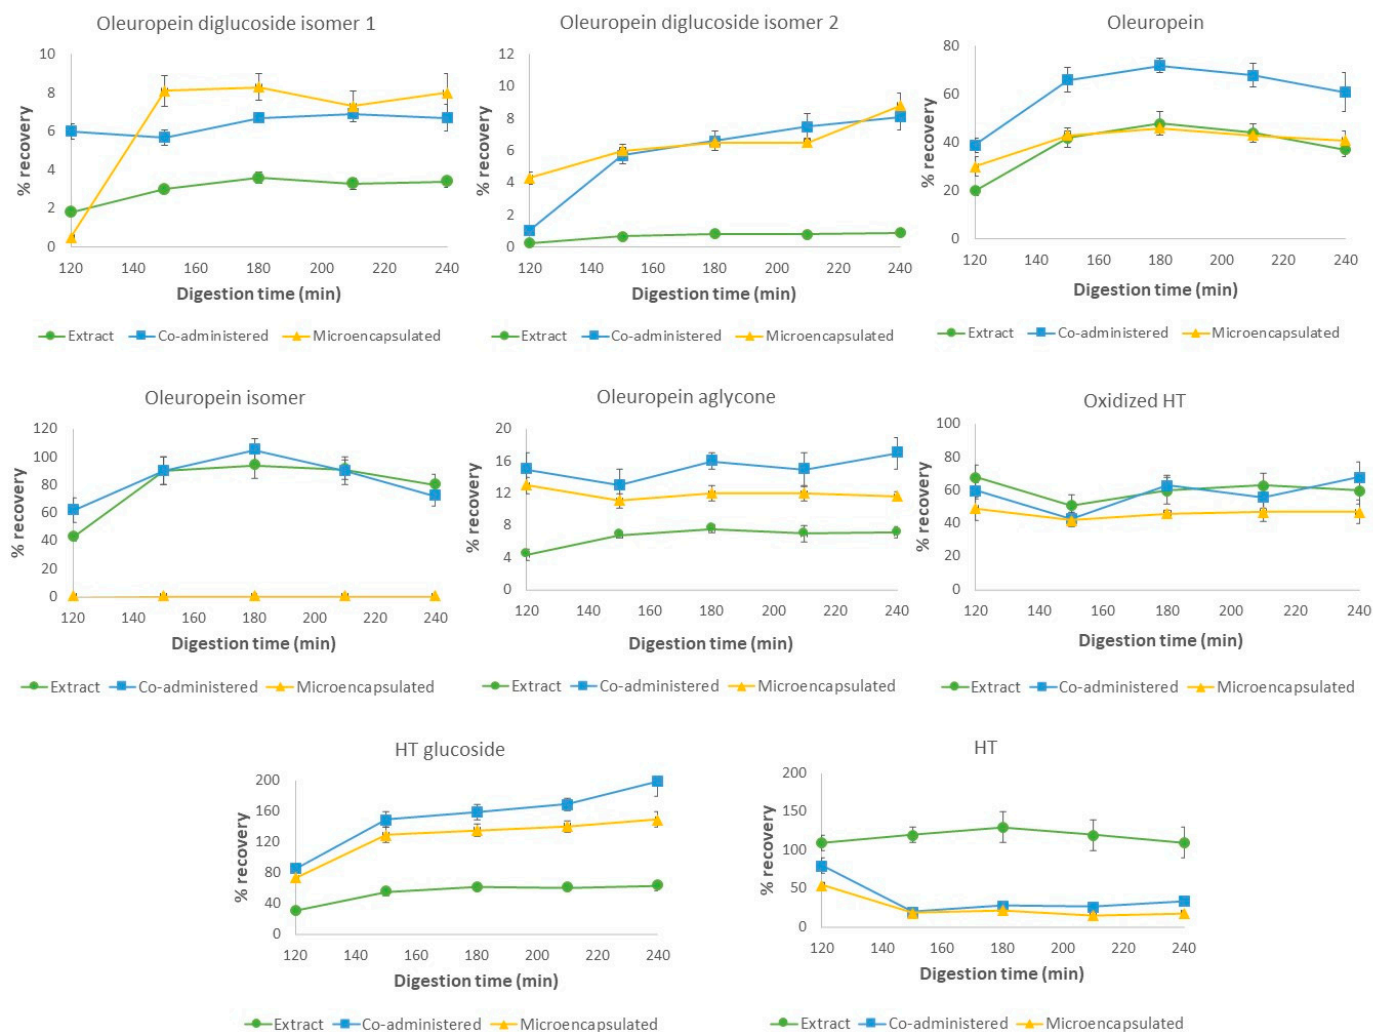 Oleuropein diglucoside isomer 1
% recovery
10
8
6
4
2
0
120 140 160 180 200 220 240
Digestion time (min)
Extract Co-administered Microencapsulated
Oleuropein diglucoside isomer 2
% recovery
12
10
8
6
4
2
0
120 140 160 180 200 220 240
Digestion time (min)
Extract Co-administered Microencapsulated
Oleuropein
% recovery
80
60
40
20
0
120 140 160 180 200 220 240
Digestion time (min)
Extract Co-administered Microencapsulated
Oleuropein isomer
% recovery
120
100
80
60
40
20
0
120 140 160 180 200 220 240
Digestion time (min)
Extract Co-administered Microencapsulated
Oleuropein aglycone
% recovery
20
16
12
8
4
0
120 140 160 180 200 220 240
Digestion time (min)
Extract Co-administered Microencapsulated
Oxidized HT
% recovery
100
80
60
40
20
0
120 140 160 180 200 220 240
Digestion time (min)
Extract Co-administered Microencapsulated
HT glucoside
% recovery
200
160
120
80
40
0
120 140 160 180 200 220 240
Digestion time (min)
Extract Co-administered Microencapsulated
HT
% recovery
200
150
100
50
0
120 140 160 180 200 220 240
Digestion time (min)
Extract Co-administered Microencapsulated